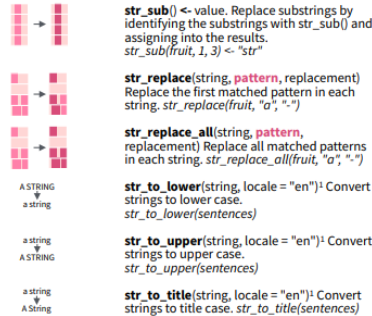 str_sub() <- value. Replace substrings by
identifying the substrings with str_sub() and
assigning into the results.
str_sub(fruit, 1, 3) <- "str"
str_replace(string, pattern, replacement)
Replace the first matched pattern in each
string. str_replace(fruit, "a", "-")
str_replace_all(string, pattern,
replacement) Replace all matched patterns
in each string. str_replace_all(fruit, "a", "-")
A STRING
a string
str_to_lower(string, locale = "en")¹ Convert
strings to lower case.
str_to_lower(sentences)
a string
A STRING
str_to_upper(string, locale = "en")¹ Convert
strings to upper case.
str_to_upper(sentences)
a string
A String
str_to_title(string, locale = "en")¹ Convert
strings to title case. str_to_title(sentences)